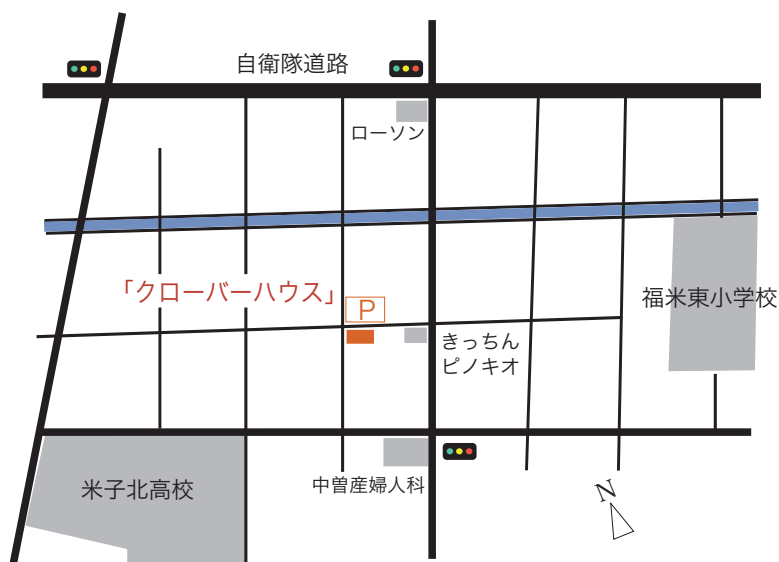 自衛隊道路
ローソン
「クローバーハウス」
P
福米東小学校
きっちん
ピノキオ
米子北高校
中曽産婦人科
N